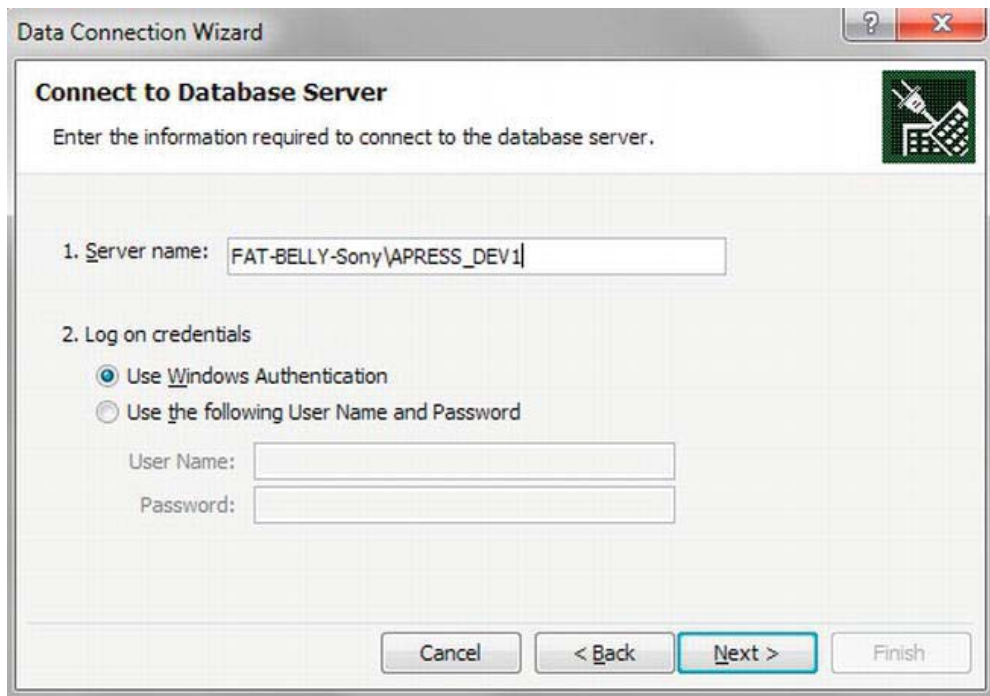 Data Connection Wizard
Connect to Database Server
Enter the information required to connect to the database server.
1. Server name: FAT-BELLY-Sony\APRESS_DEV1
2. Log on credentials
Use Windows Authentication
Use the following User Name and Password
User Name:
Password:
Cancel < Back Next > Finish